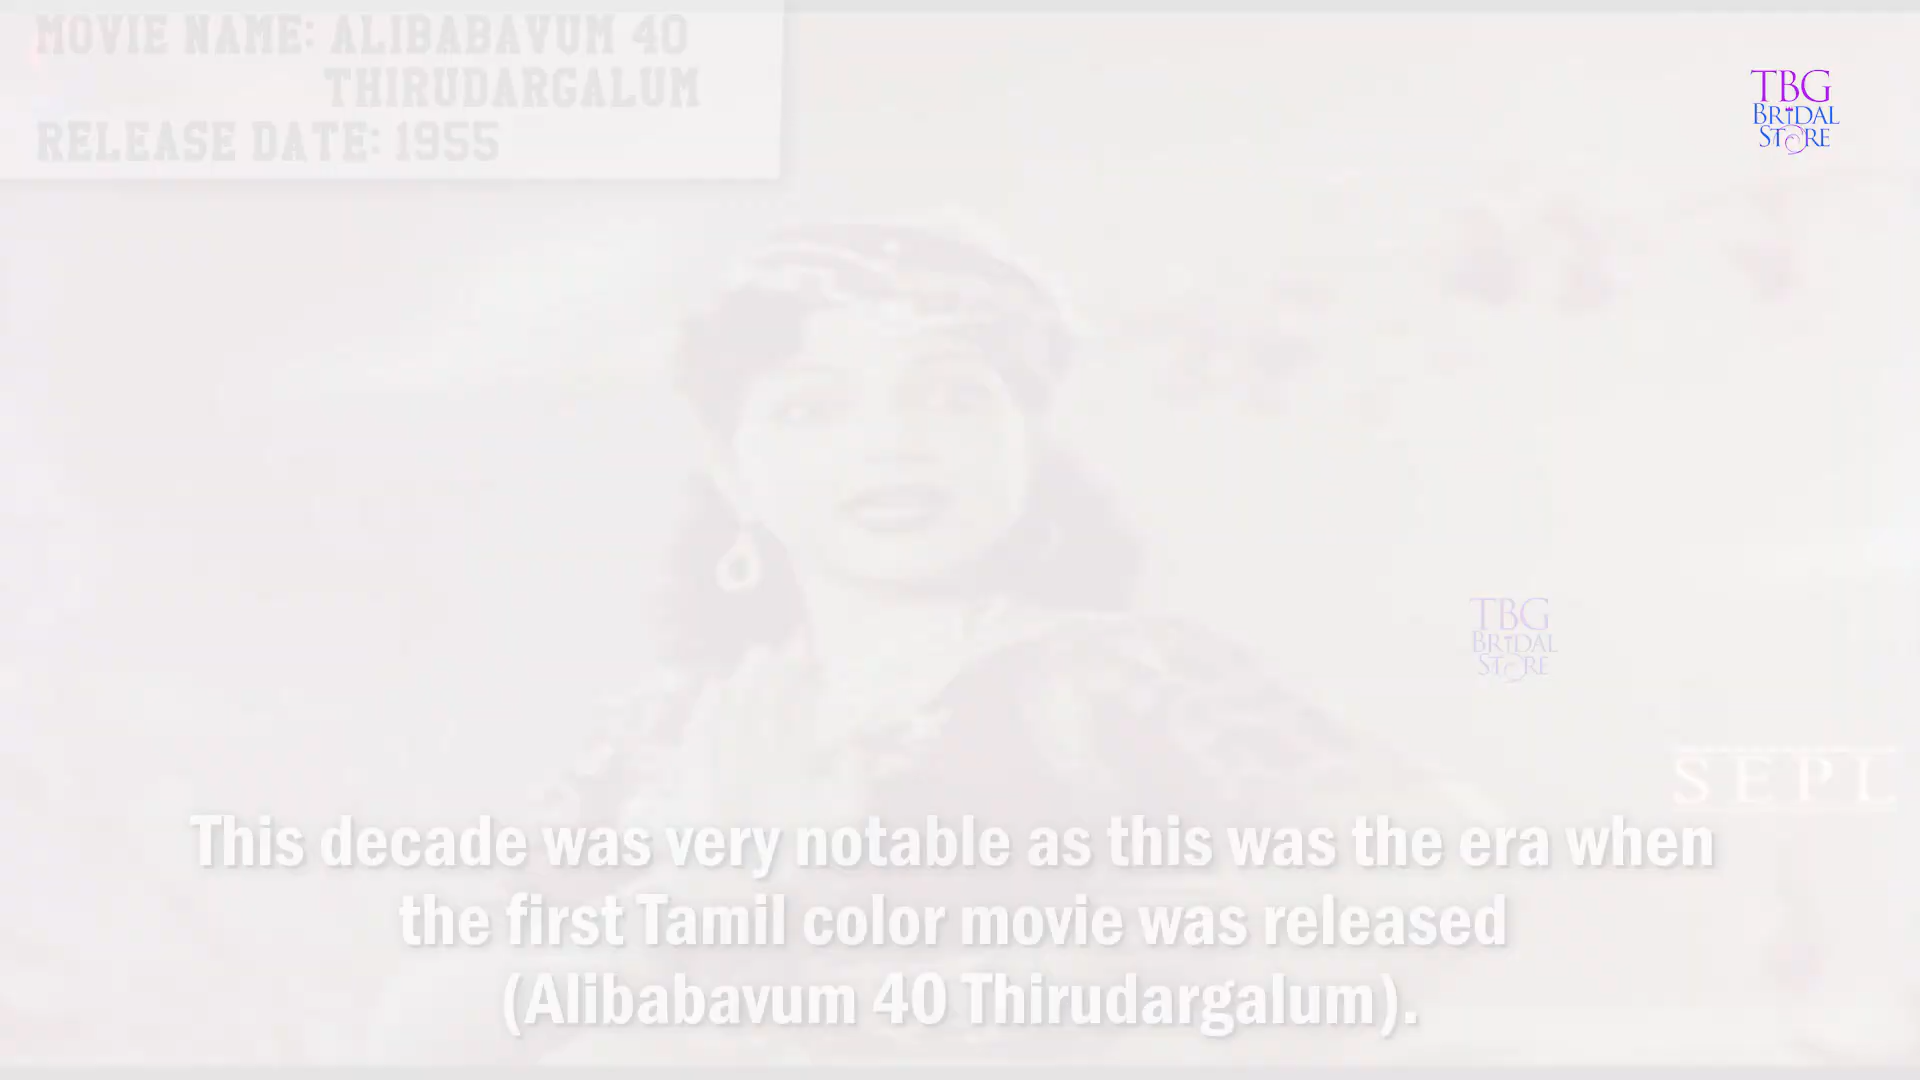 MOVIE NAME: ALIBABAVUM 40
THIRUDARGALUM
RELEASE DATE: 1955
TBG
BRIDAL
STORE
TBG
BRIDAL
STORE
SEPL
This decade was very notable as this was the era when
the first Tamil color movie was released
(Alibabavum 40 Thirudargalum).